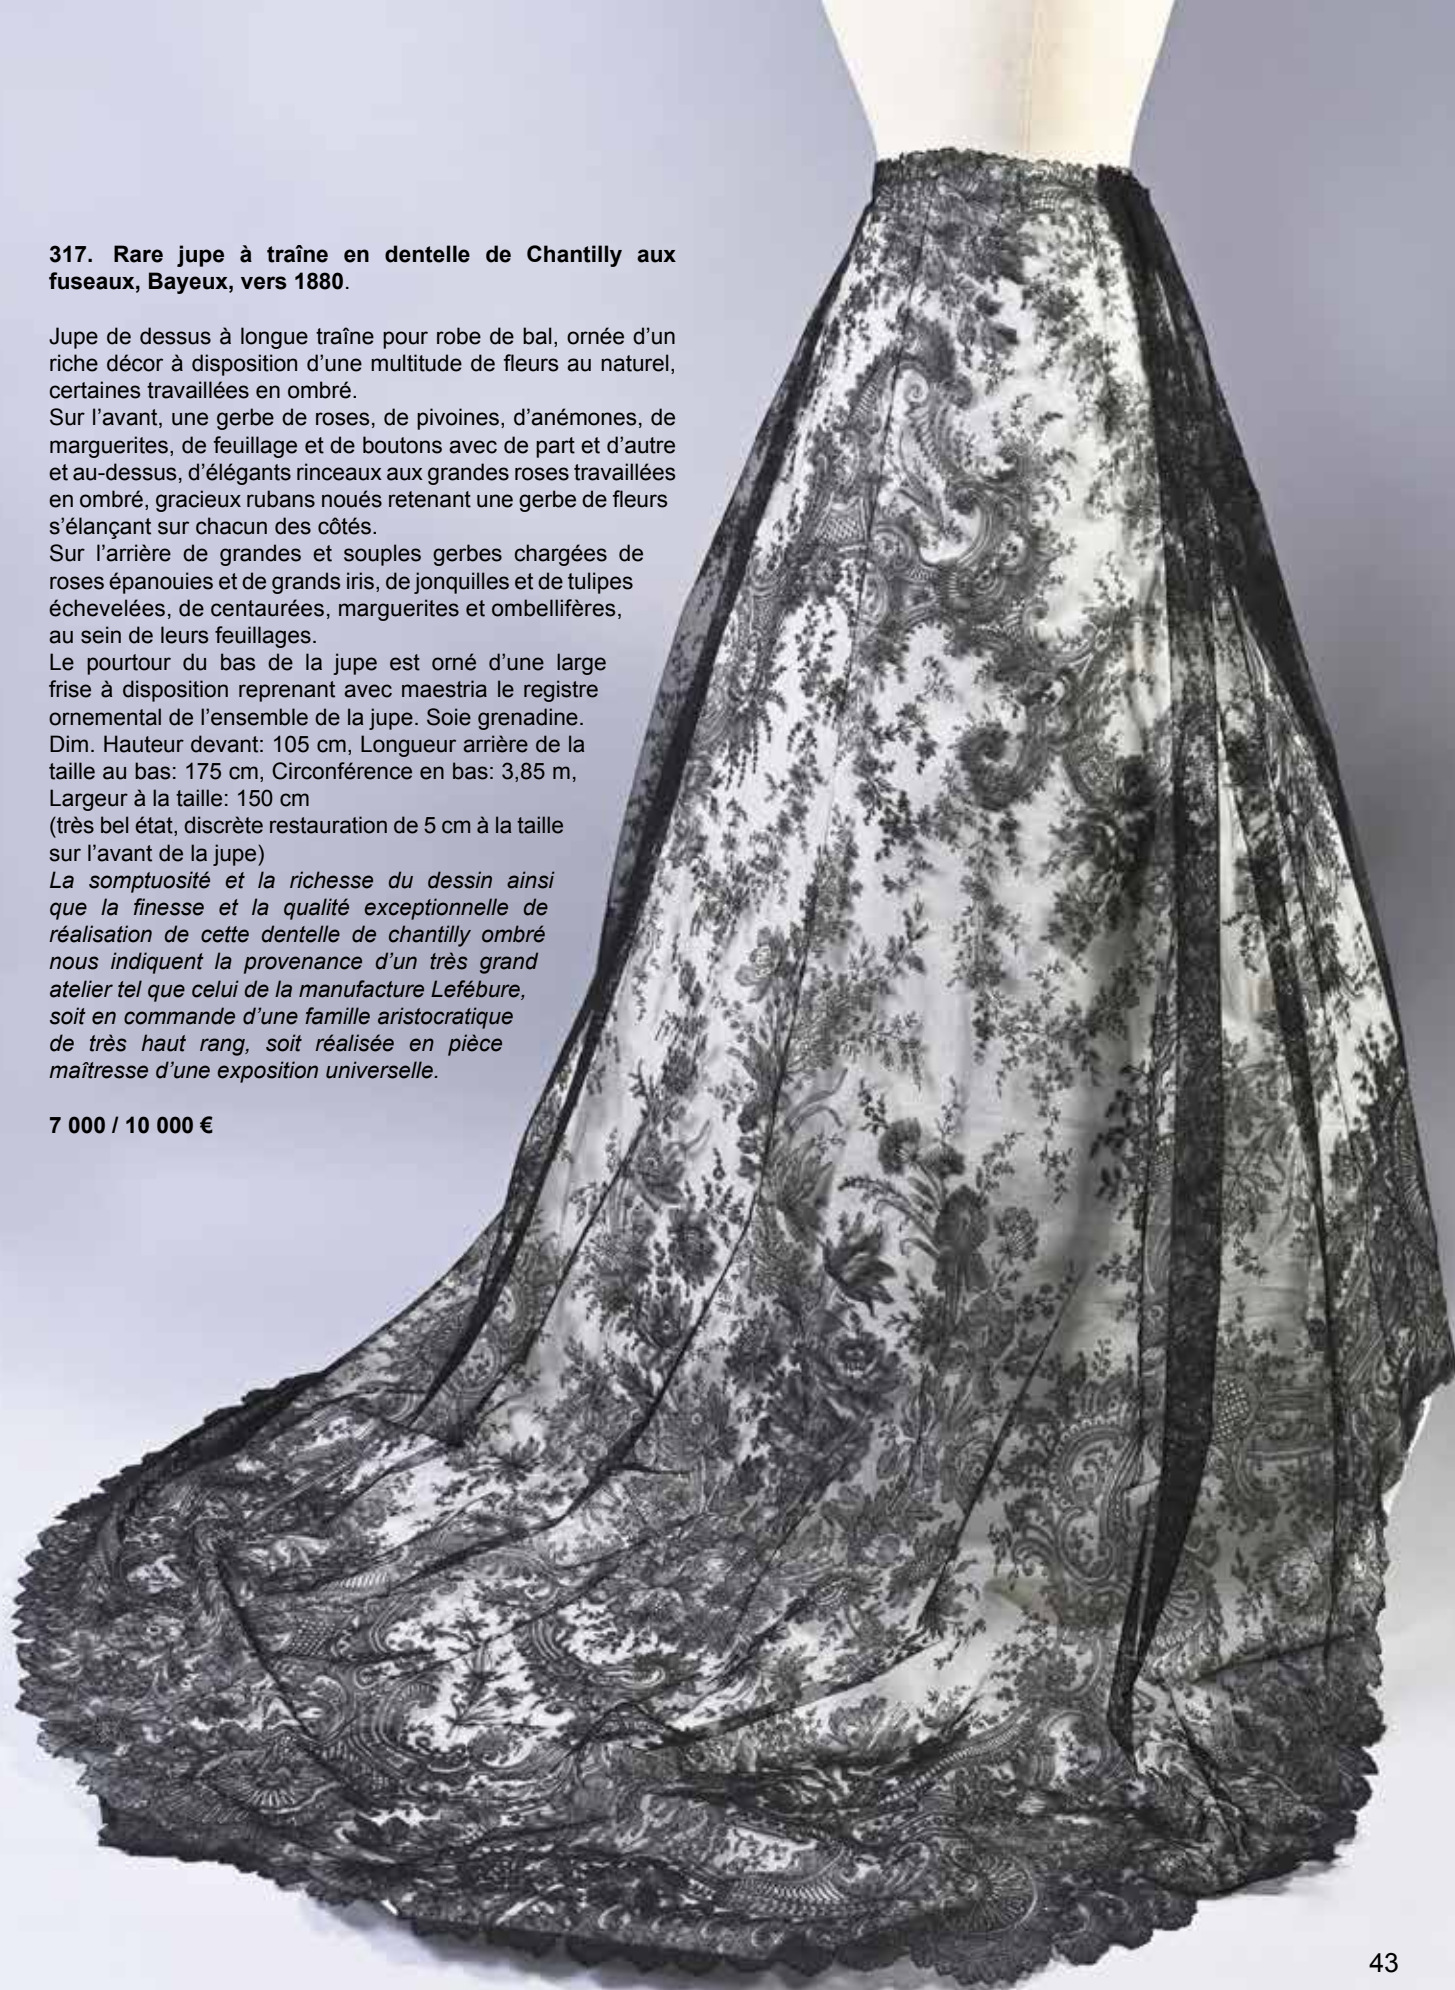 317. Rare jupe à traîne en dentelle de Chantilly aux
fuseaux, Bayeux, vers 1880.
Jupe de dessus à longue traîne pour robe de bal, ornée d'un
riche décor à disposition d'une multitude de fleurs au naturel,
certaines travaillées en ombré.
Sur l'avant, une gerbe de roses, de pivoines, d'anémones, de
marguerites, de feuillage et de boutons avec de part et d'autre
et au-dessus, d'élégants rinceaux aux grandes roses travaillées
en ombré, gracieux rubans noués retenant une gerbe de fleurs
s'élançant sur chacun des côtés.
Sur l'arrière de grandes et souples gerbes chargées de
roses épanouies et de grands iris, de jonquilles et de tulipes
échevelées, de centaurées, marguerites et ombellifères,
au sein de leurs feuillages.
Le pourtour du bas de la jupe est orné d'une large
frise à disposition reprenant avec maestria le registre
ornemental de l'ensemble de la jupe. Soie grenadine.
Dim. Hauteur devant: 105 cm, Longueur arrière de la
taille au bas: 175 cm, Circonférence en bas: 3,85 m,
Largeur à la taille: 150 cm
(très bel état, discrète restauration de 5 cm à la taille
sur l'avant de la jupe)
La somptuosité et la richesse du dessin ainsi
que la finesse et la qualité exceptionnelle de
réalisation de cette dentelle de chantilly ombré
nous indiquent la provenance d'un très grand
atelier tel que celui de la manufacture Lefébure,
soit en commande d'une famille aristocratique
de très haut rang, soit réalisée en pièce
maîtresse d'une exposition universelle.
7 000 / 10 000 €
43